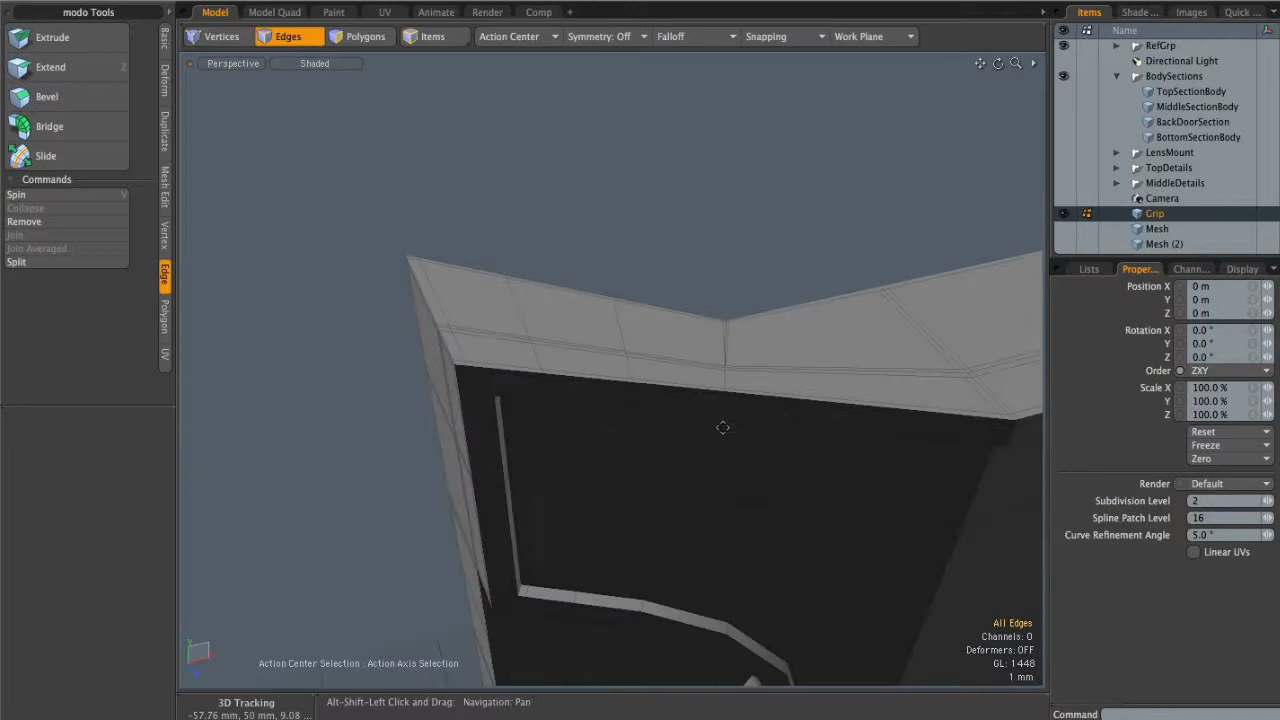 modo Tools
Model
Model Quad
Paint
UV
Animate
Render
Comp
+
Items
Shade ...
Images
Quick ...
Extrude
Extend Z
Bevel
Bridge
Slide
Commands
Spin V
Collapse
Remove
Join
Join Averaged
Split
Basic
Deform
Duplicate
Mesh Edit
Vertex
Edge
Polygon
UV
Vertices
Edges
Polygons
Items
Action Center
Symmetry: Off
Falloff
Snapping
Work Plane
Perspective
Shaded
Name
RefGrp
Directional Light
BodySections
TopSectionBody
MiddleSectionBody
BackDoorSection
BottomSectionBody
LensMount
TopDetails
MiddleDetails
Camera
Grip
Mesh
Mesh (2)
Lists
Proper...
Chann...
Display
Position X 0 m
Y 0 m
Z 0 m
Rotation X 0.0 °
Y 0.0 °
Z 0.0 °
Order ZXY
Scale X 100.0 %
Y 100.0 %
Z 100.0 %
Reset
Freeze
Zero
Render Default
Subdivision Level 2
Spline Patch Level 16
Curve Refinement Angle 5.0 °
Linear UVs
All Edges
Channels: 0
Deformers: OFF
GL: 1448
1 mm
Action Center Selection : Action Axis Selection
3D Tracking
-57.76 mm, 50 mm, 9.08 ...
Alt-Shift-Left Click and Drag: Navigation: Pan
Command